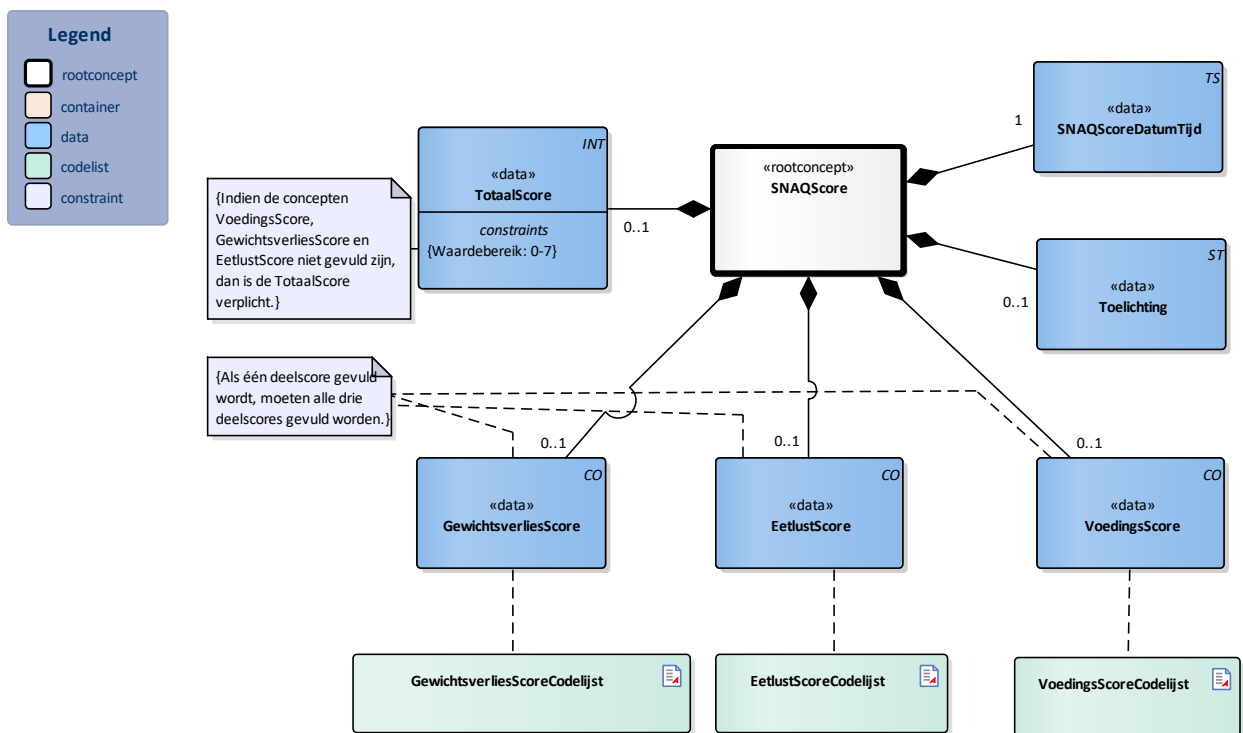 Legend
rootconcept
container
data
codelist
constraint
TS
«data»
SNAQScoreDatumTijd
1
INT
«data»
TotaalScore
constraints
{Waardebereik: 0-7}
0..1
«rootconcept»
SNAQScore
{Indien de concepten
VoedingsScore,
GewichtsverliesScore en
EetlustScore niet gevuld zijn,
dan is de TotaalScore
verplicht.}
ST
«data»
Toelichting
0..1
{Als één deelscore gevuld
wordt, moeten alle drie
deelscores gevuld worden.}
0..1
0..1
0..1
CO
«data»
GewichtsverliesScore
CO
«data»
EetlustScore
CO
«data»
VoedingsScore
GewichtsverliesScoreCodelijst
EetlustScoreCodelijst
VoedingsScoreCodelijst